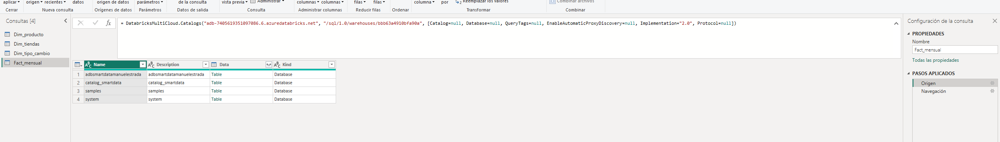 aplicar origen recientes datos origen de datos parámetros de la consulta vista previa Administrar columnas columnas filas filas columna por Reemplazar los valores Combinar archivos
Cerrar Nueva consulta Orígenes de datos Parámetros Datos de salida Consulta Administrar columnas Reducir filas Ordenar Transformar Combinar
Consultas [4]
Dim_producto
Dim_tiendas
Dim_tipo_cambio
Fact_mensual
fx = DatabricksMultiCloud.Catalogs("adb-7405619351097086.6.azuredatabricks.net", "/sql/1.0/warehouses/bbb63a4910bfa90a", [Catalog=null, Database=null, QueryTags=null, EnableAutomaticProxyDiscovery=null, Implementation="2.0", Protocol=null])
ABC Name ABC Description Data ABC Kind
1 adbsmartdatamanuelestrada adbsmartdatamanuelestrada Table Database
2 catalog_smartdata catalog_smartdata Table Database
3 samples samples Table Database
4 system system Table Database
Configuración de la consulta
PROPIEDADES
Nombre
Fact_mensual
Todas las propiedades
PASOS APLICADOS
Origen
Navegación